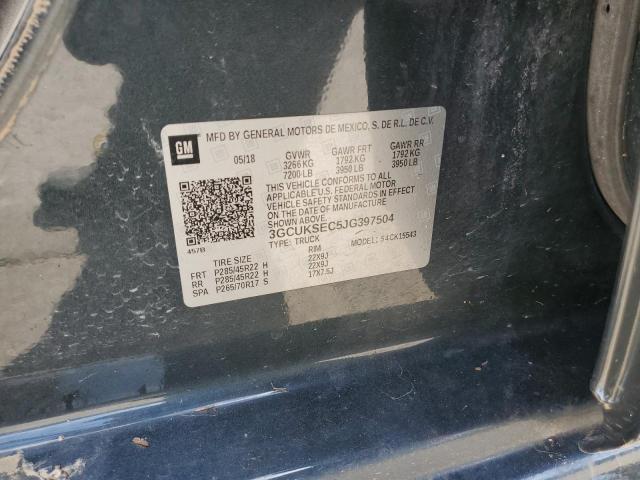 MFD BY GENERAL MOTORS DE MEXICO, S. DE R.L. DE C.V.
GM
05/18 GVWR GAWR FRT GAWR RR
3266 KG 1792 KG 1792 KG
7200 LB 3950 LB 3950 LB
THIS VEHICLE CONFORMS TO ALL
APPLICABLE U.S. FEDERAL MOTOR
VEHICLE SAFETY STANDARDS IN EFFECT
ON THE DATE OF MANUFACTURE
SHOWN ABOVE.
3GCUKSEC5JG397504
TYPE: TRUCK MODEL: 54CK15543
457B
TIRE SIZE RIM
FRT P285/45R22 H 22X9J
RR P285/45R22 H 22X9J
SPA P265/70R17 S 17X7.5J